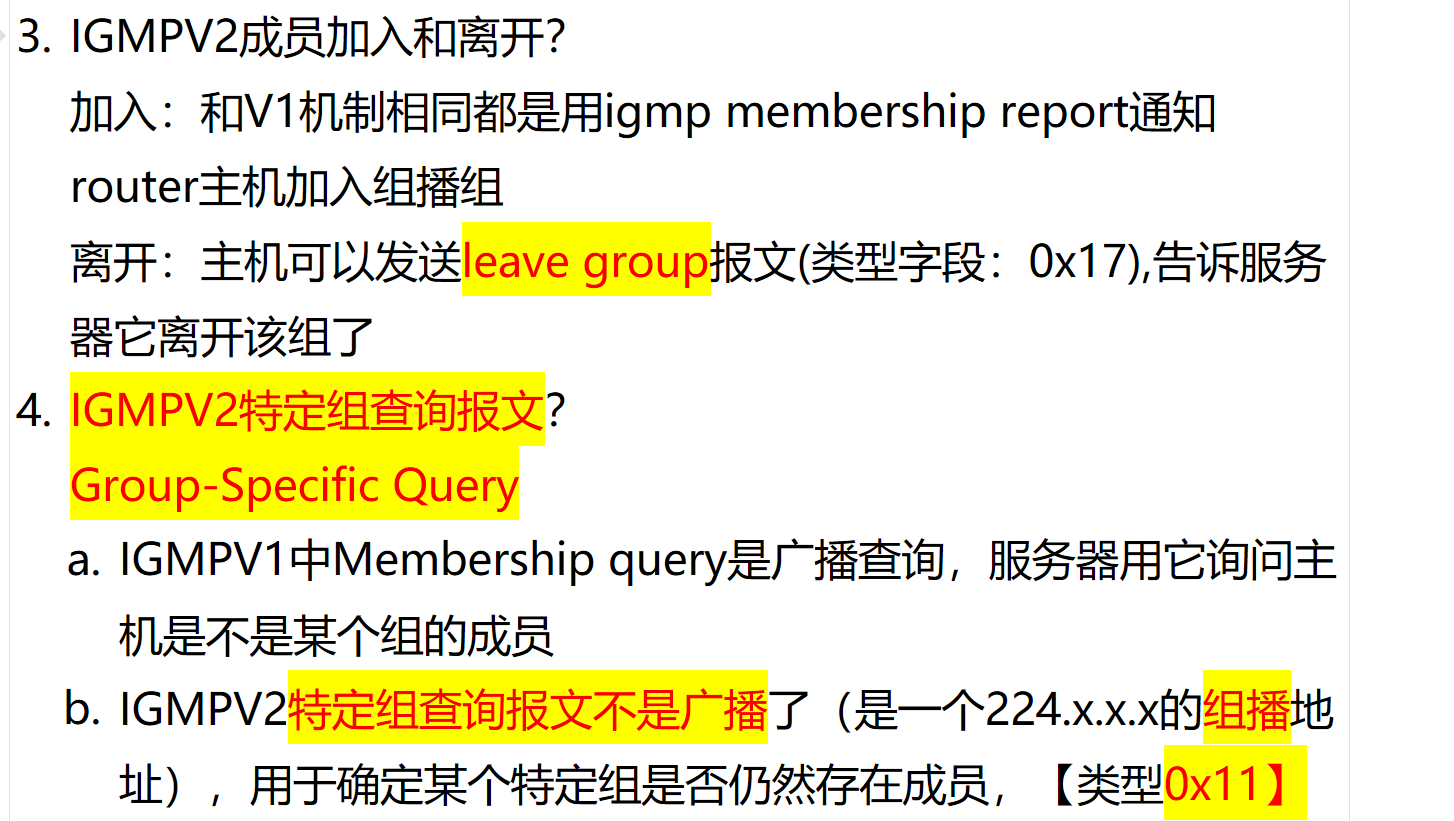 3. IGMPV2成员加入和离开？
加入：和V1机制相同都是用igmp membership report通知
router主机加入组播组
离开：主机可以发送leave group报文(类型字段：0x17),告诉服务
器它离开该组了
4. IGMPV2特定组查询报文？
Group-Specific Query
a. IGMPV1中Membership query是广播查询，服务器用它询问主
机是不是某个组的成员
b. IGMPV2特定组查询报文不是广播了（是一个224.x.x.x的组播地
址），用于确定某个特定组是否仍然存在成员，【类型0x11】